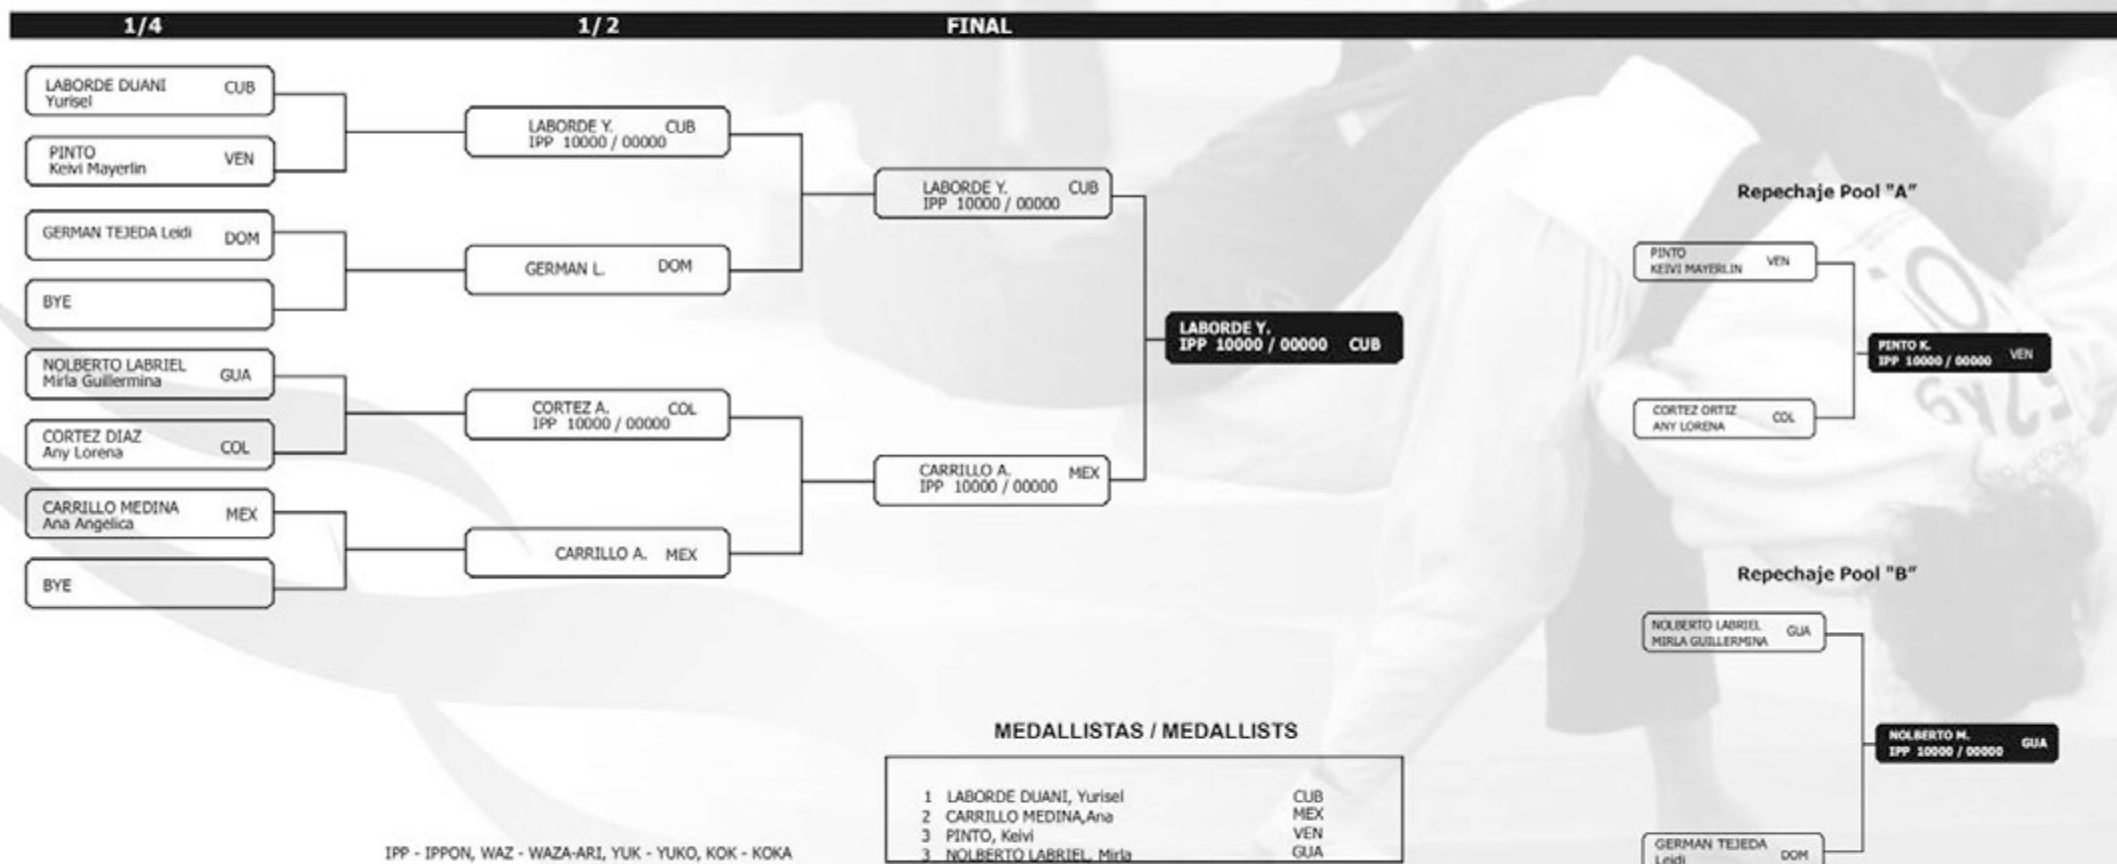 1/4 1/2 FINAL
LABORDE DUANI CUB
Yurisel
PINTO VEN
Keivi Mayerlin
GERMAN TEJEDA Leidi DOM
BYE
NOLBERTO LABRIEL GUA
Mirla Guillermina
CORTEZ DIAZ COL
Any Lorena
CARRILLO MEDINA MEX
Ana Angelica
BYE
LABORDE Y. CUB
IPP 10000 / 00000
GERMAN L. DOM
CORTEZ A. COL
IPP 10000 / 00000
CARRILLO A. MEX
LABORDE Y. CUB
IPP 10000 / 00000
CARRILLO A. MEX
IPP 10000 / 00000
LABORDE Y.
IPP 10000 / 00000 CUB
Repechaje Pool "A"
PINTO VEN
KEIVI MAYERLIN
CORTEZ ORTIZ COL
ANY LORENA
PINTO K. VEN
IPP 10000 / 00000
Repechaje Pool "B"
NOLBERTO LABRIEL GUA
MIRLA GUILLERMINA
GERMAN TEJEDA DOM
Leidi
NOLBERTO M. GUA
IPP 10000 / 00000
MEDALLISTAS / MEDALLISTS
1 LABORDE DUANI, Yurisel CUB
2 CARRILLO MEDINA,Ana MEX
3 PINTO, Keivi VEN
3 NOLBERTO LABRIEL, Mirla GUA
IPP - IPPON, WAZ - WAZA-ARI, YUK - YUKO, KOK - KOKA